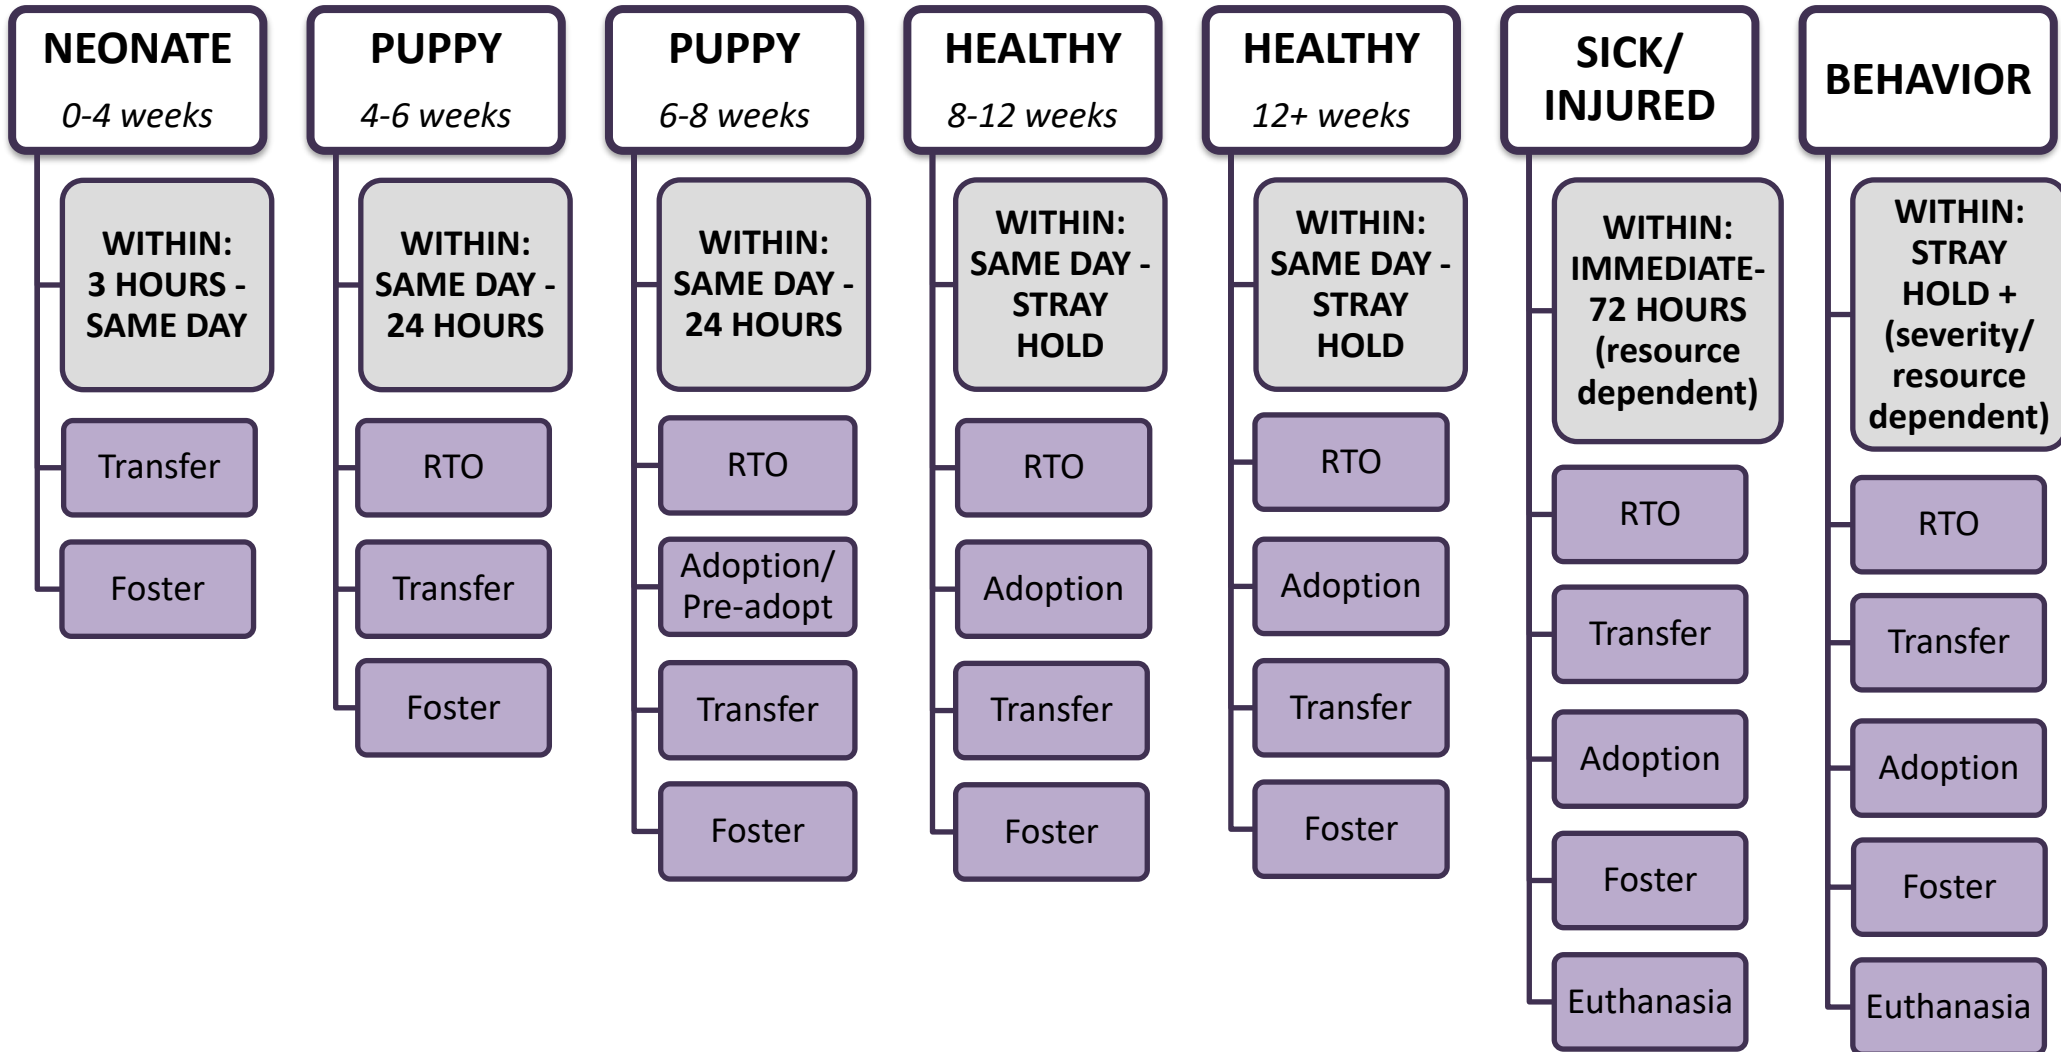 NEONATE
0-4 weeks
WITHIN:
3 HOURS -
SAME DAY
Transfer
Foster
PUPPY
4-6 weeks
WITHIN:
SAME DAY -
24 HOURS
RTO
Transfer
Foster
PUPPY
6-8 weeks
WITHIN:
SAME DAY -
24 HOURS
RTO
Adoption/
Pre-adopt
Transfer
Foster
HEALTHY
8-12 weeks
WITHIN:
SAME DAY -
STRAY
HOLD
RTO
Adoption
Transfer
Foster
HEALTHY
12+ weeks
WITHIN:
SAME DAY -
STRAY
HOLD
RTO
Adoption
Transfer
Foster
SICK/
INJURED
WITHIN:
IMMEDIATE-
72 HOURS
(resource
dependent)
RTO
Transfer
Adoption
Foster
Euthanasia
BEHAVIOR
WITHIN:
STRAY
HOLD +
(severity/
resource
dependent)
RTO
Transfer
Adoption
Foster
Euthanasia